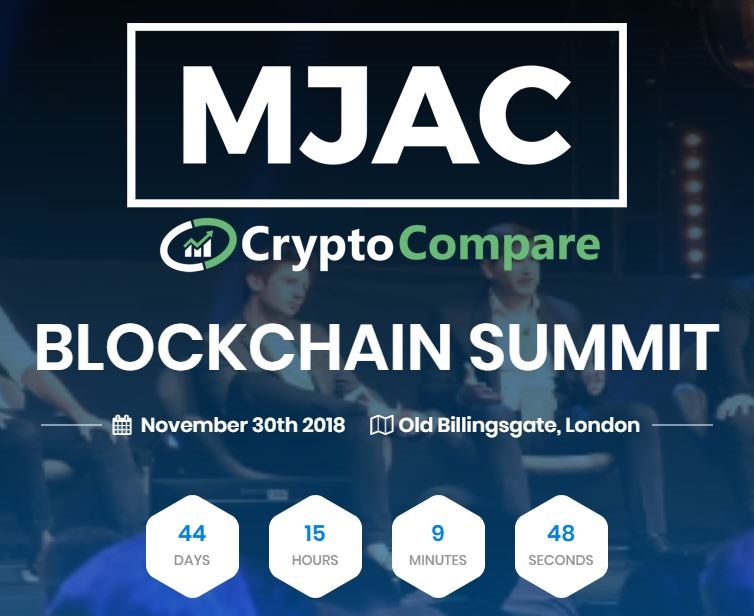 MJAC
CryptoCompare
BLOCKCHAIN SUMMIT
November 30th 2018 Old Billingsgate, London
44 15 9 48
DAYS HOURS MINUTES SECONDS